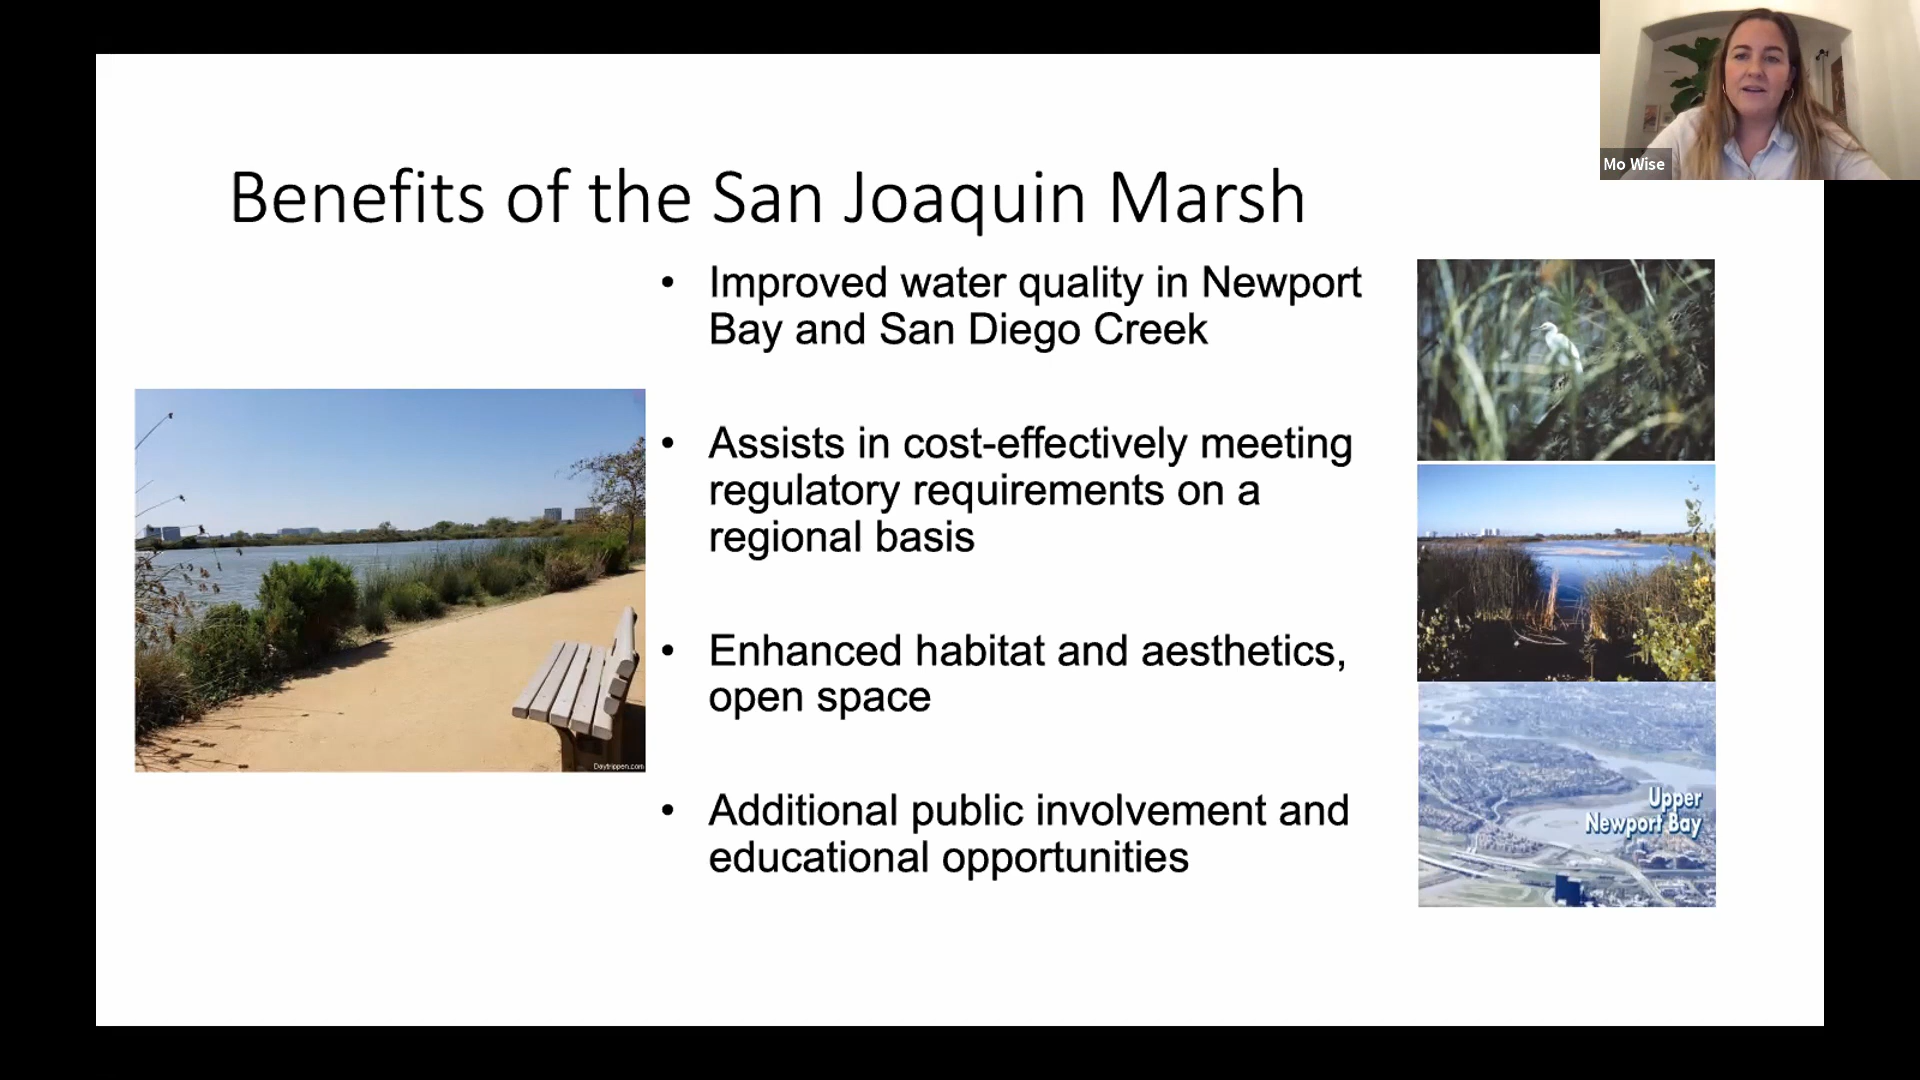 Mo Wise
Benefits of the San Joaquin Marsh
• Improved water quality in Newport
Bay and San Diego Creek
• Assists in cost-effectively meeting
regulatory requirements on a
regional basis
• Enhanced habitat and aesthetics,
open space
• Additional public involvement and
educational opportunities
Daytrippen.com
Upper
Newport Bay